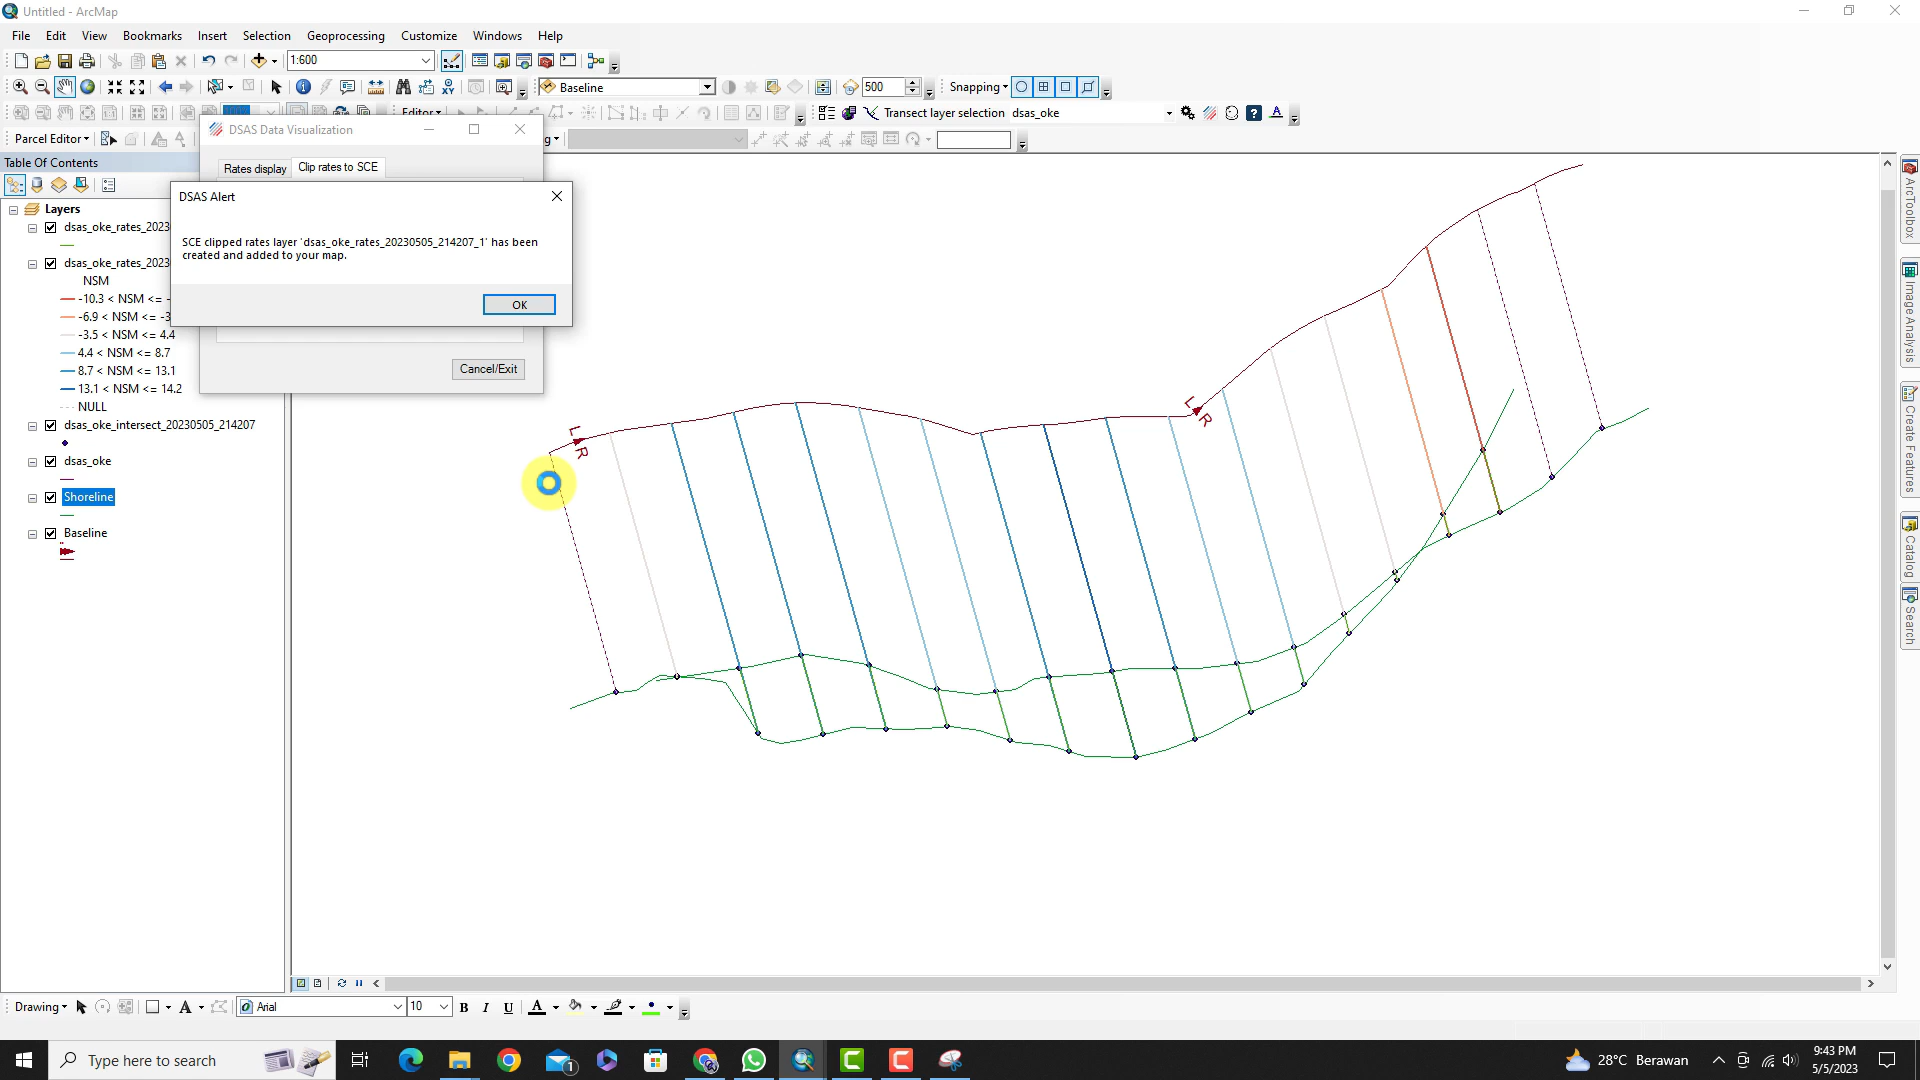 Untitled - ArcMap
File Edit View Bookmarks Insert Selection Geoprocessing Customize Windows Help
1:600
Baseline
500
Snapping
Editor
Transect layer selection dsas_oke
Parcel Editor
Table Of Contents
DSAS Data Visualization
Rates display Clip rates to SCE
DSAS Alert
SCE clipped rates layer 'dsas_oke_rates_20230505_214207_1' has been
created and added to your map.
OK
Cancel/Exit
Layers
dsas_oke_rates_2023
dsas_oke_rates_2023
NSM
-10.3 < NSM <= -
-6.9 < NSM <= -3
-3.5 < NSM <= 4.4
4.4 < NSM <= 8.7
8.7 < NSM <= 13.1
13.1 < NSM <= 14.2
NULL
dsas_oke_intersect_20230505_214207
dsas_oke
Shoreline
Baseline
L R
L R
ArcToolbox
Image Analysis
Create Features
Catalog
Search
Drawing
A
Arial
10
B I U A
Type here to search
1
28°C Berawan
9:43 PM
5/5/2023